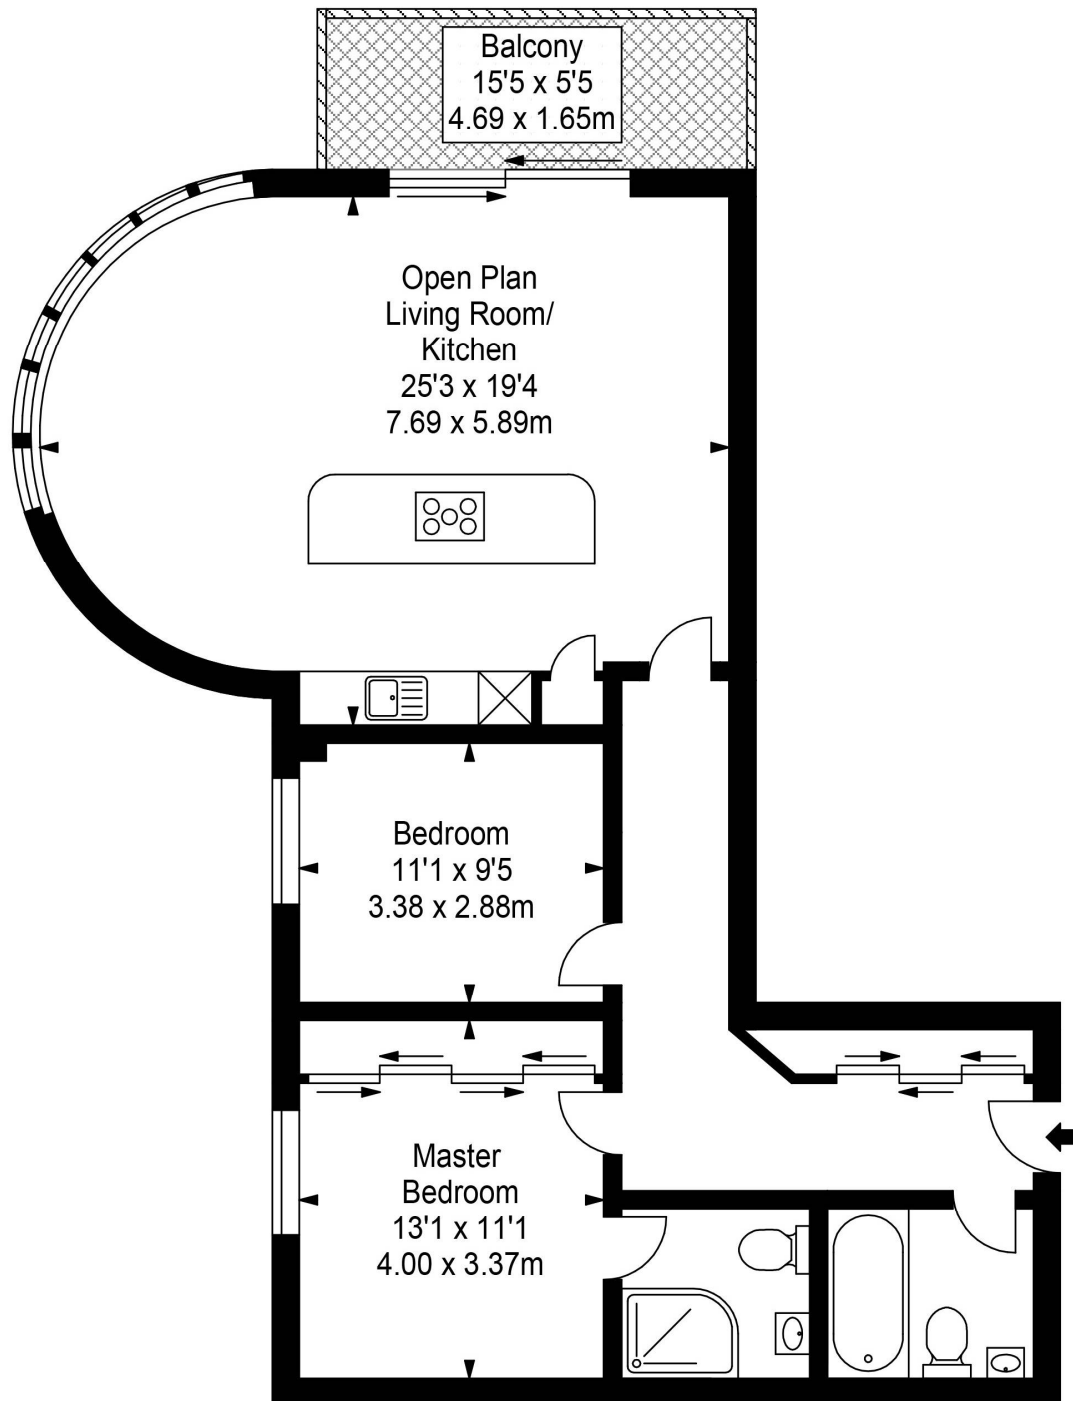 Balcony
15'5 x 5'5
4.69 x 1.65m
Open Plan
Living Room/
Kitchen
25'3 x 19'4
7.69 x 5.89m
Bedroom
11'1 x 9'5
3.38 x 2.88m
Master
Bedroom
13'1 x 11'1
4.00 x 3.37m